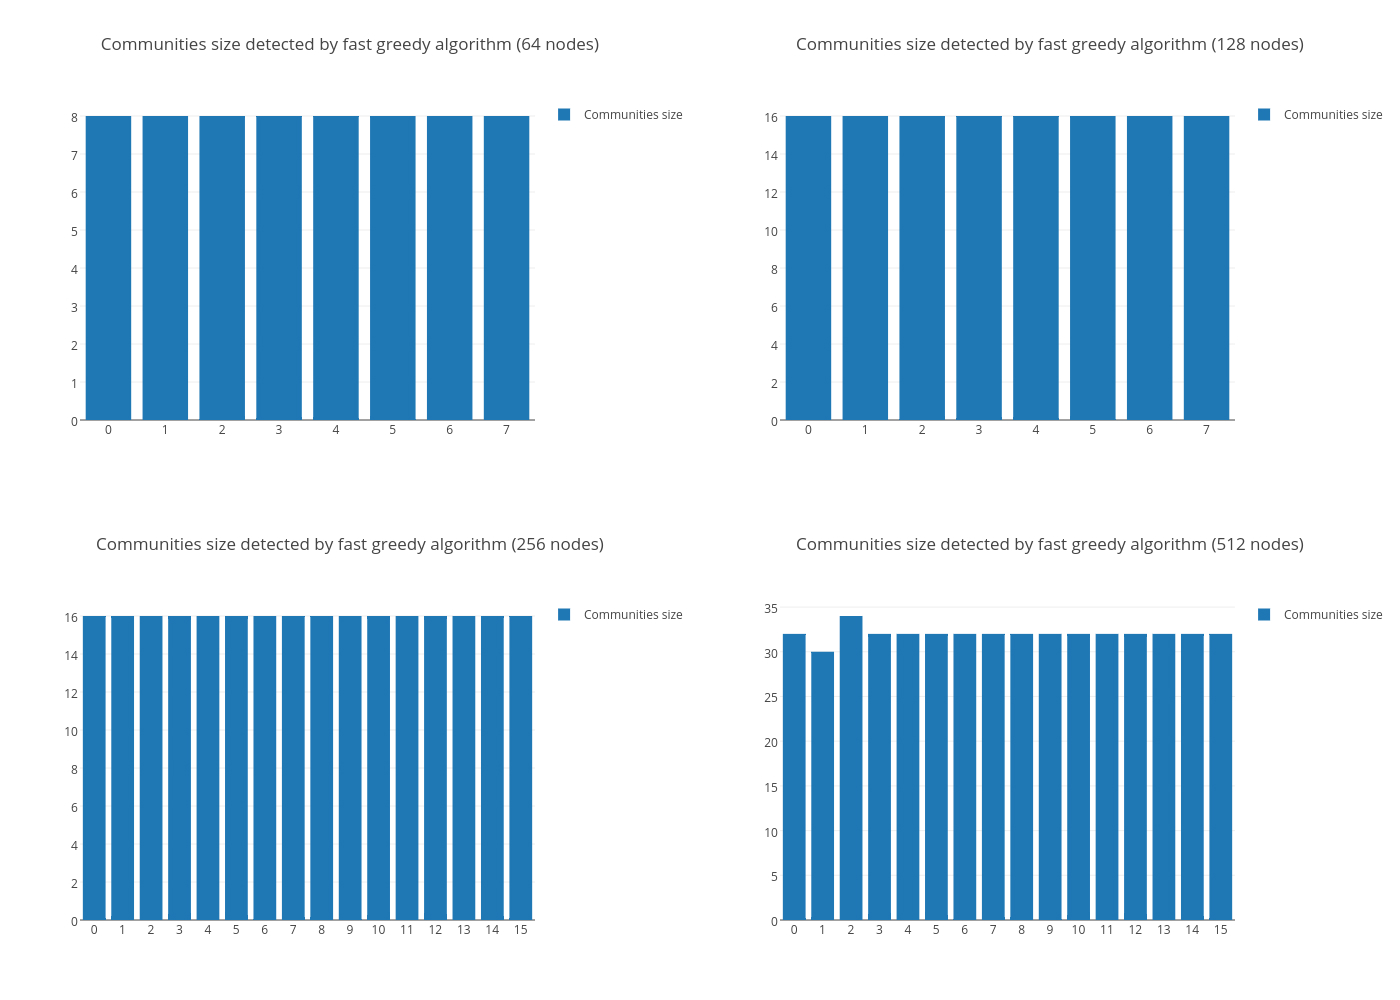 Communities size detected by fast greedy algorithm (64 nodes)
Communities size
8
7
6
5
4
3
2
1
0
0 1 2 3 4 5 6 7
Communities size detected by fast greedy algorithm (128 nodes)
Communities size
16
14
12
10
8
6
4
2
0
0 1 2 3 4 5 6 7
Communities size detected by fast greedy algorithm (256 nodes)
Communities size
16
14
12
10
8
6
4
2
0
0 1 2 3 4 5 6 7 8 9 10 11 12 13 14 15
Communities size detected by fast greedy algorithm (512 nodes)
Communities size
35
30
25
20
15
10
5
0
0 1 2 3 4 5 6 7 8 9 10 11 12 13 14 15